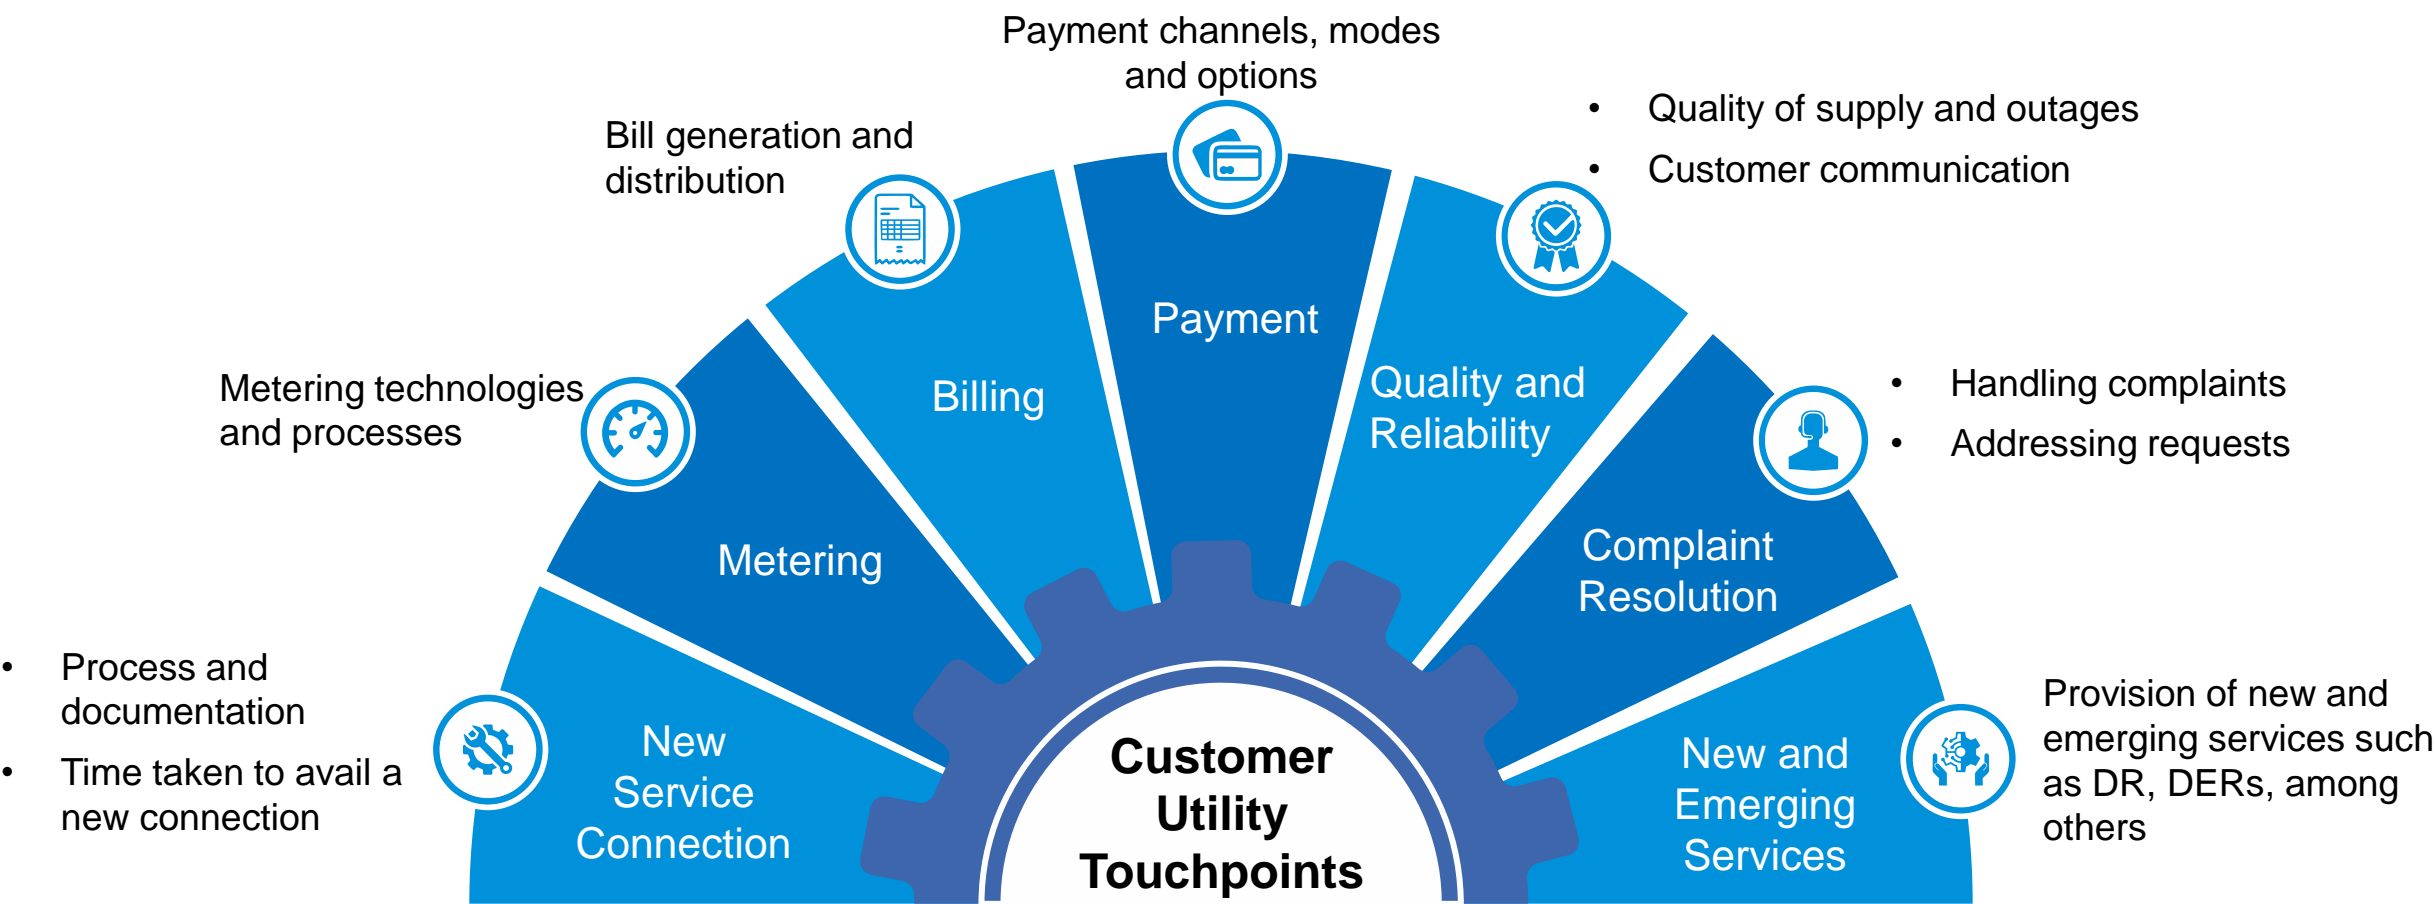 Payment channels, modes
and options
Bill generation and
distribution
• Quality of supply and outages
• Customer communication
Metering technologies
and processes
• Handling complaints
• Addressing requests
• Process and
documentation
• Time taken to avail a
new connection
Provision of new and
emerging services such
as DR, DERs, among
others
New
Service
Connection
Metering
Billing
Payment
Quality and
Reliability
Complaint
Resolution
New and
Emerging
Services
Customer
Utility
Touchpoints